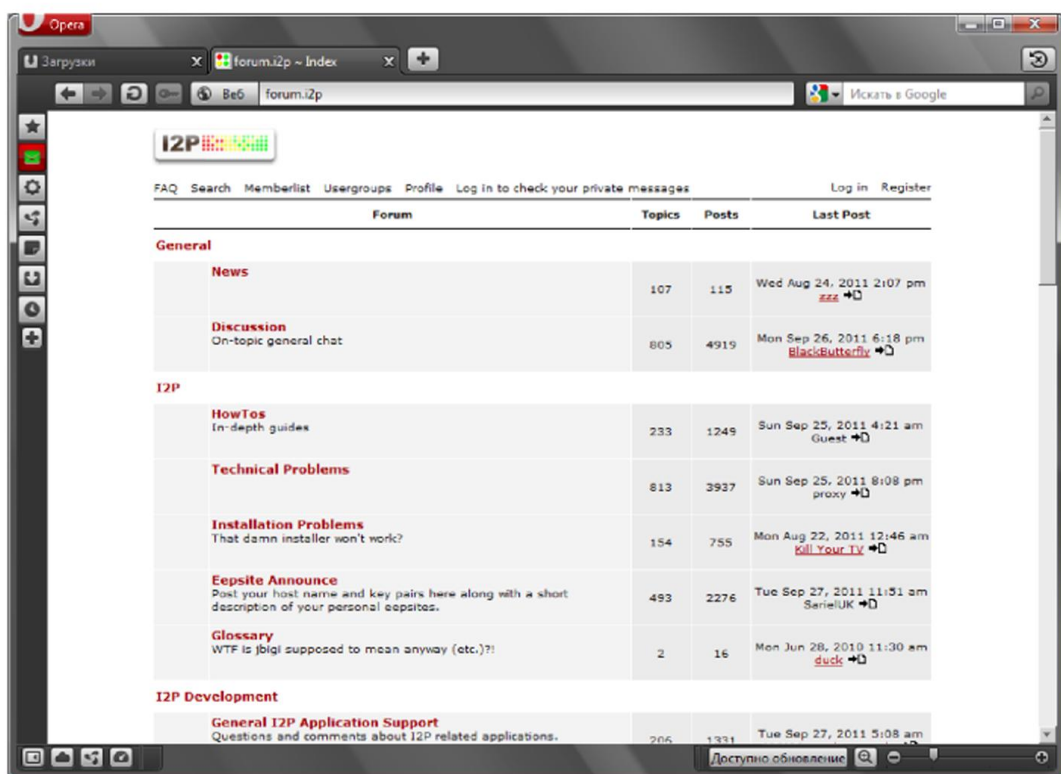 Opera
Загрузки
forum.i2p ~ Index
Веб
forum.i2p
Искать в Google
I2P
FAQ Search Memberlist Usergroups Profile Log in to check your private messages
Log in Register
Forum Topics Posts Last Post
General
News
107 115 Wed Aug 24, 2011 2:07 pm
zzz
Discussion
On-topic general chat
805 4919 Mon Sep 26, 2011 6:18 pm
BlackButterfly
I2P
HowTos
In-depth guides
233 1249 Sun Sep 25, 2011 4:21 am
Guest
Technical Problems
813 3937 Sun Sep 25, 2011 8:08 pm
proxy
Installation Problems
That damn installer won't work?
154 755 Mon Aug 22, 2011 12:46 am
Kill Your TV
Eepsite Announce
Post your host name and key pairs here along with a short
description of your personal eepsites.
493 2276 Tue Sep 27, 2011 11:51 am
SarielUK
Glossary
WTF is jbigi supposed to mean anyway (etc.)?!
2 16 Mon Jun 28, 2010 11:30 am
duck
I2P Development
General I2P Application Support
Questions and comments about I2P related applications.
206 1331 Tue Sep 27, 2011 5:08 am
Доступно обновление